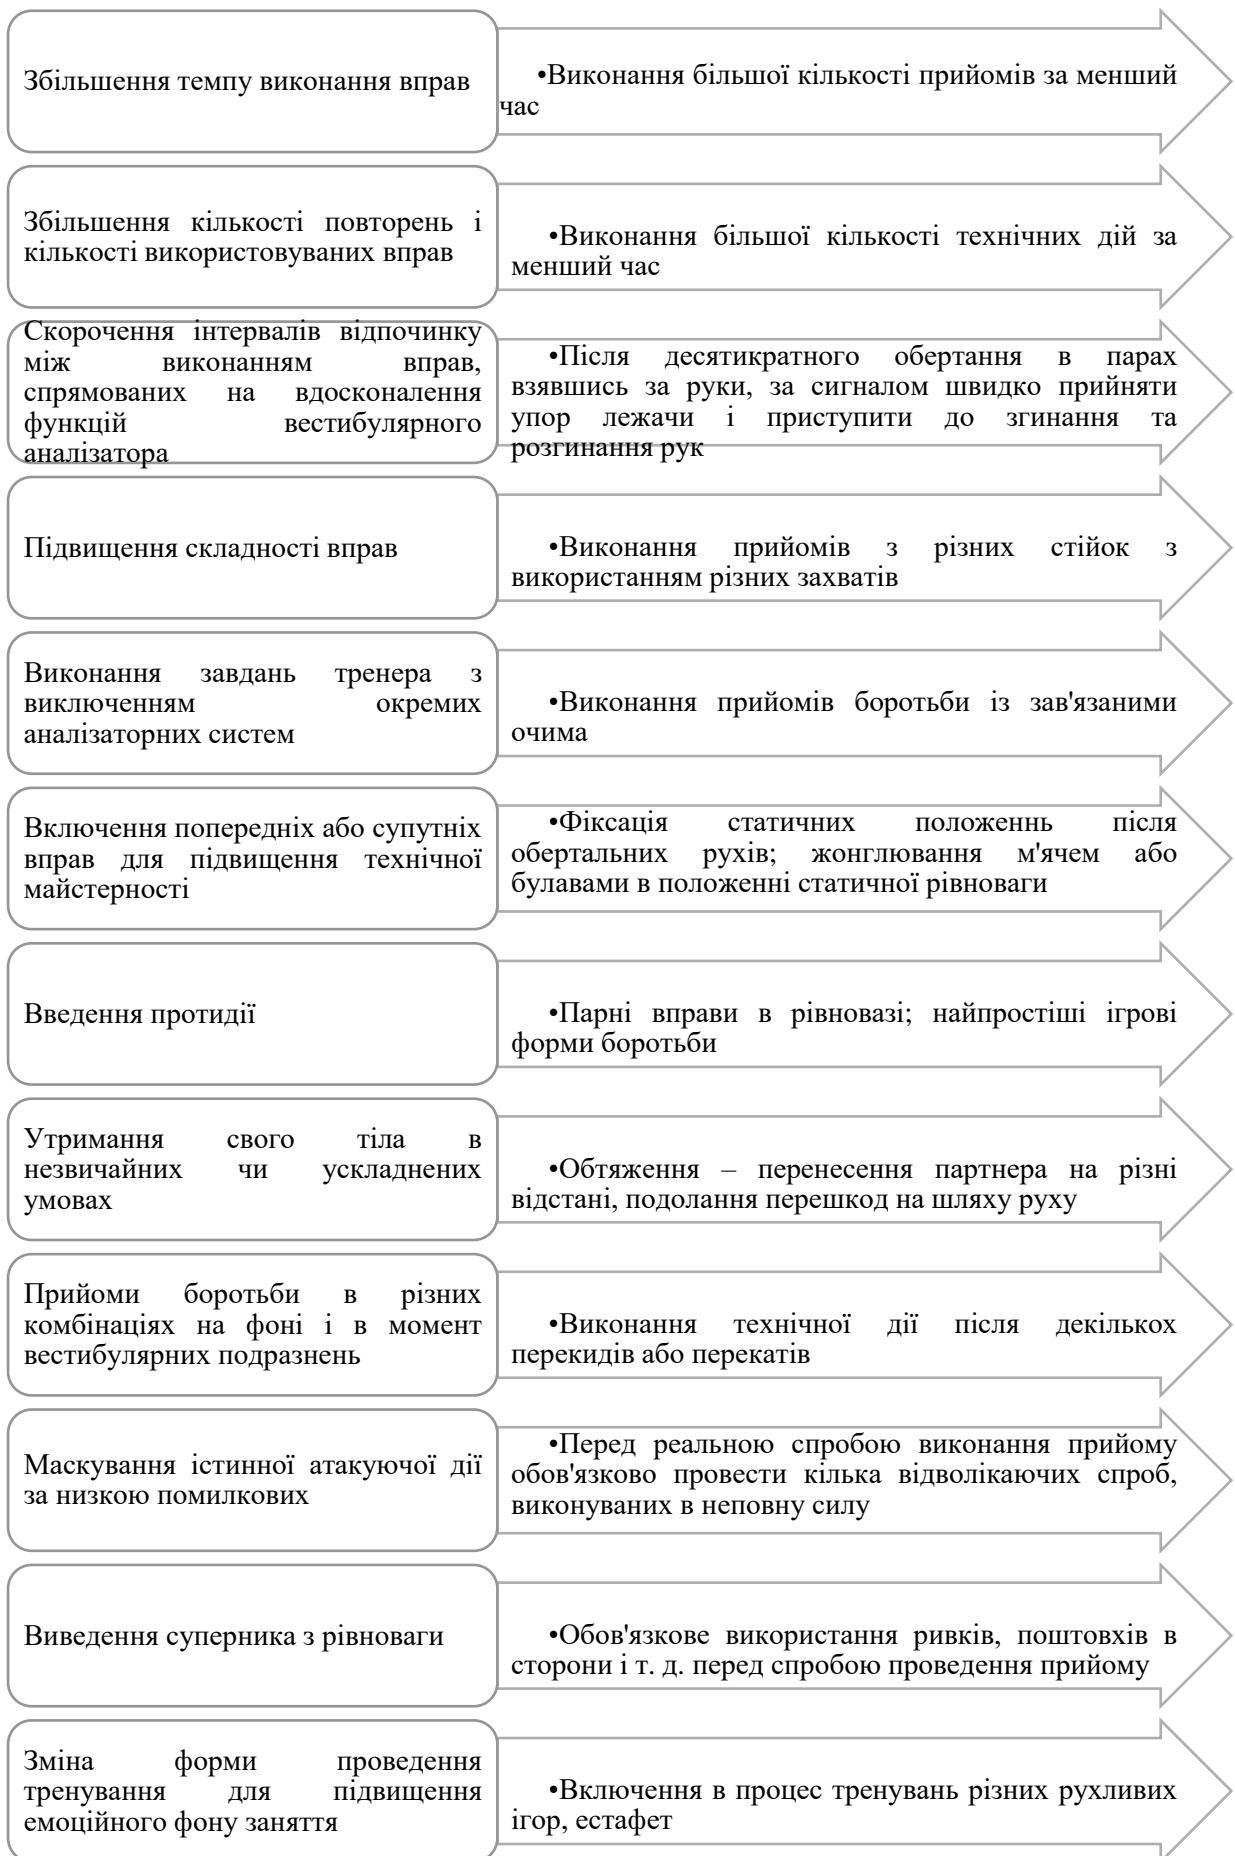 Збільшення темпу виконання вправ
•Виконання більшої кількості прийомів за менший
час
Збільшення кількості повторень і
кількості використовуваних вправ
•Виконання більшої кількості технічних дій за
менший час
Скорочення інтервалів відпочинку
між виконанням вправ,
спрямованих на вдосконалення
функцій вестибулярного
аналізатора
•Після десятикратного обертання в парах
взявшись за руки, за сигналом швидко прийняти
упор лежачи і приступити до згинання та
розгинання рук
Підвищення складності вправ
•Виконання прийомів з різних стійок з
використанням різних захватів
Виконання завдань тренера з
виключенням окремих
аналізаторних систем
•Виконання прийомів боротьби із зав'язаними
очима
Включення попередніх або супутніх
вправ для підвищення технічної
майстерності
•Фіксація статичних положеннь після
обертальних рухів; жонглювання м'ячем або
булавами в положенні статичної рівноваги
Введення протидії
•Парні вправи в рівновазі; найпростіші ігрові
форми боротьби
Утримання свого тіла в
незвичайних чи ускладнених
умовах
•Обтяження – перенесення партнера на різні
відстані, подолання перешкод на шляху руху
Прийоми боротьби в різних
комбінаціях на фоні і в момент
вестибулярних подразнень
•Виконання технічної дії після декількох
перекидів або перекатів
Маскування істинної атакуючої дії
за низкою помилкових
•Перед реальною спробою виконання прийому
обов'язково провести кілька відволікаючих спроб,
виконуваних в неповну силу
Виведення суперника з рівноваги
•Обов'язкове використання ривків, поштовхів в
сторони і т. д. перед спробою проведення прийому
Зміна форми проведення
тренування для підвищення
емоційного фону заняття
•Включення в процес тренувань різних рухливих
ігор, естафет